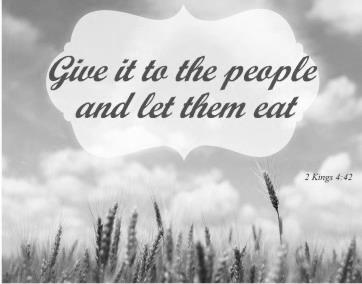 Give it to the people
and let them eat
2 Kings 4:42